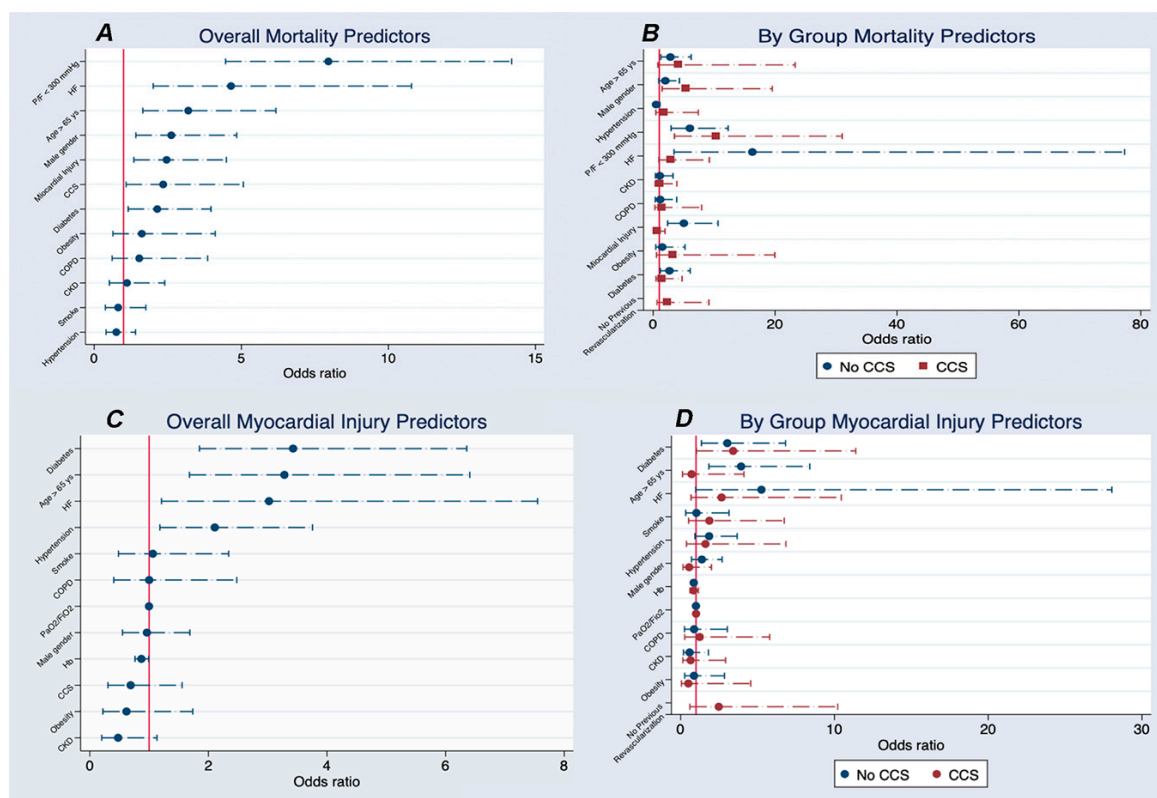 A
Overall Mortality Predictors
P/F < 300 mmHg
HF
Age > 65 ys
Male gender
Miocardial Injury
CCS
Diabetes
Obesity
COPD
CKD
Smoke
Hypertension
0 5 10 15
Odds ratio
B
By Group Mortality Predictors
Age > 65 ys
Male gender
Hypertension
P/F < 300 mmHg
HF
CKD
COPD
Miocardial Injury
Obesity
Diabetes
No Previous
Revascularization
0 20 40 60 80
Odds ratio
No CCS CCS
C
Overall Myocardial Injury Predictors
Diabetes
Age > 65 ys
HF
Hypertension
Smoke
COPD
PaO2/FiO2
Male gender
Hb
CCS
Obesity
CKD
0 2 4 6 8
Odds ratio
D
By Group Myocardial Injury Predictors
Diabetes
Age > 65 ys
HF
Smoke
Hypertension
Male gender
Hb
PaO2/Fio2
COPD
CKD
Obesity
No Previous
Revascularization
0 10 20 30
Odds ratio
No CCS CCS